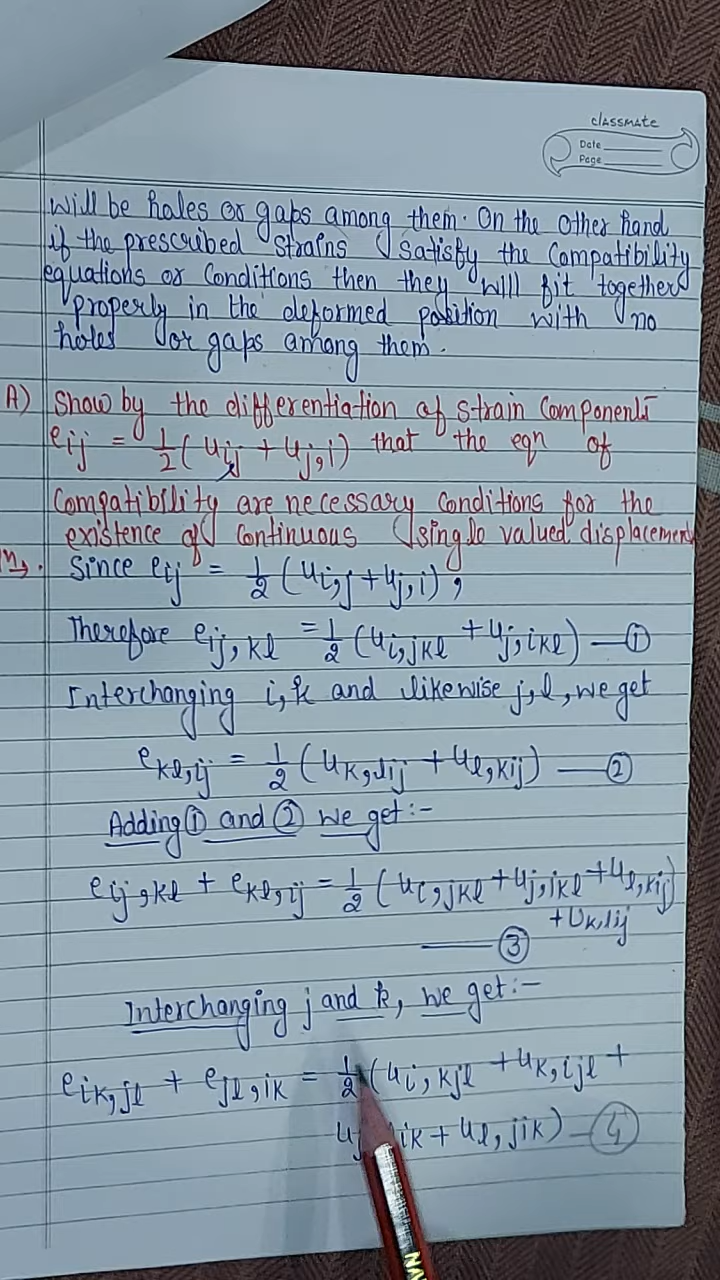 classmate
Date
Page
will be holes or gaps among them. On the other hand
if the prescribed strains satisfy the Compatibility
equations or Conditions then they will fit together
properly in the deformed position with no
holes or gaps among them.
A) Show by the differentiation of strain Components
eij = 1/2 (ui,j + uj,i) that the eqn of
Compatibility are necessary conditions for the
existence of continuous single valued displacement
Since eij = 1/2 (ui,j + uj,i),
Therefore eij,kl = 1/2 (ui,jkl + uj,ikl) — ①
Interchanging i,k and likewise j,l, we get
ekl,ij = 1/2 (uk,lij + ul,kij) — ②
Adding ① and ② we get:-
eij,kl + ekl,ij = 1/2 (ui,jkl + uj,ikl + ul,kij)
+ uk,lij
— ③
Interchanging j and k, we get:-
eik,jl + ejl,ik = 1/2 (ui,kjl + uk,ijl +
ik + ul,jik) — ④
NA